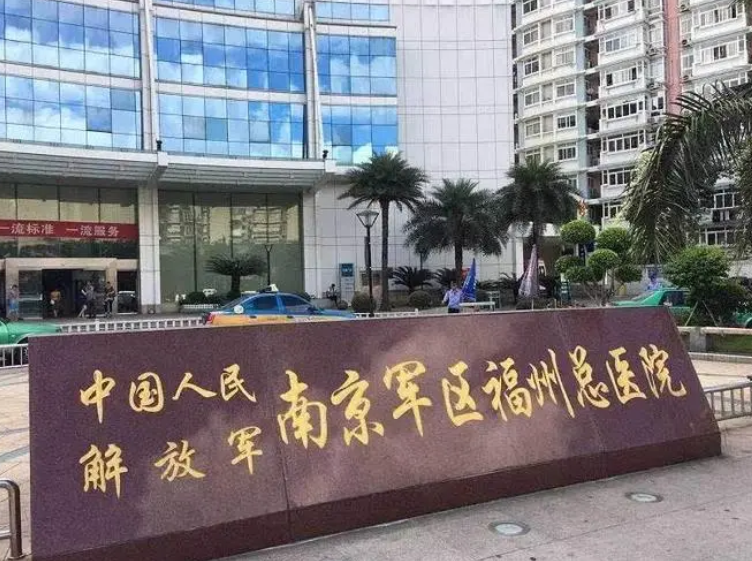 一流标准 一流服务
中国人民
解放军
南京军区福州总医院